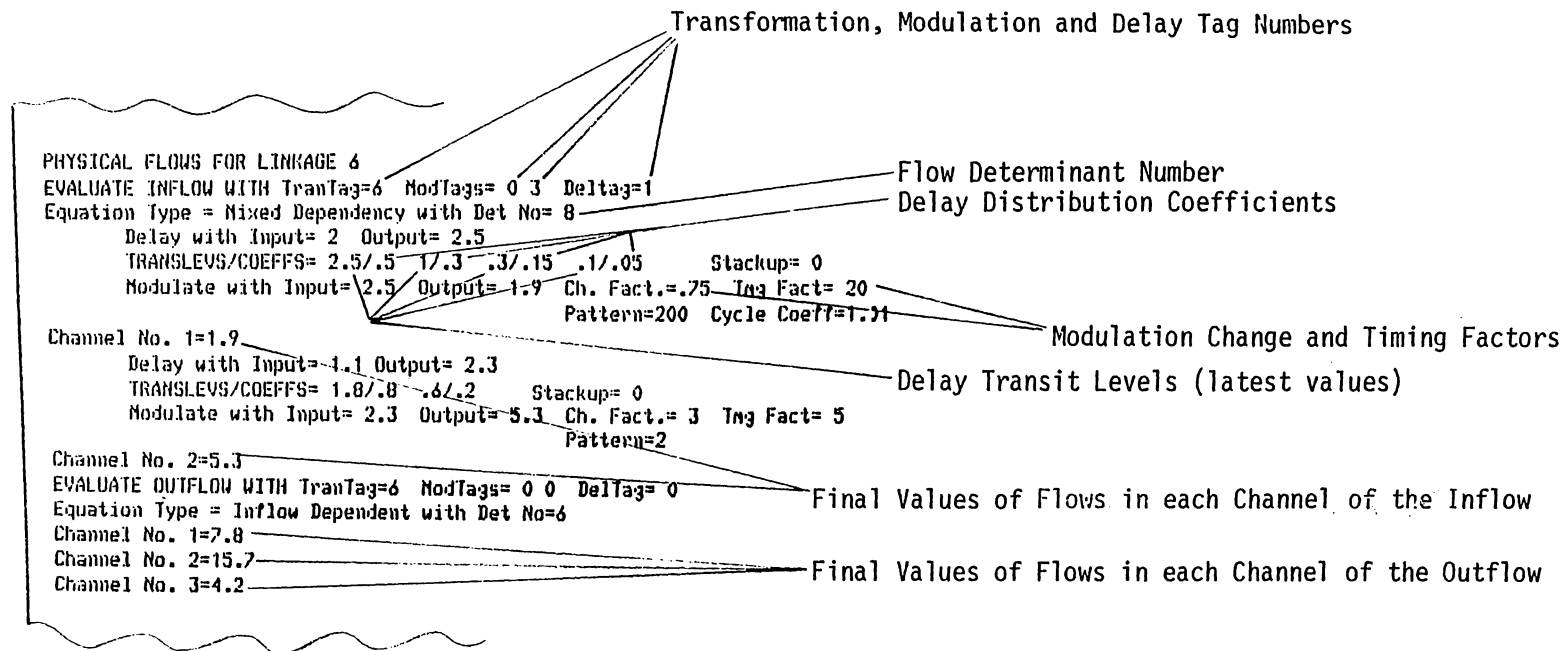 Transformation, Modulation and Delay Tag Numbers
PHYSICAL FLOWS FOR LINKAGE 6
EVALUATE INFLOW WITH TranTag=6 ModTags= 0 3 Deltag=1
Flow Determinant Number
Equation Type = Mixed Dependency with Det No= 8
Delay Distribution Coefficients
Delay with Input= 2 Output= 2.5
TRANSLEVS/COEFFS= 2.5/.5 1/.3 .3/.15 .1/.05 Stackup= 0
Modulate with Input= 2.5 Output= 1.9 Ch. Fact.=.75 Tmg Fact= 20
Pattern=200 Cycle Coeff=
Modulation Change and Timing Factors
Channel No. 1=1.9
Delay with Input= 1.1 Output= 2.3
Delay Transit Levels (latest values)
TRANSLEVS/COEFFS= 1.8/.8 .6/.2 Stackup= 0
Modulate with Input= 2.3 Output= 5.3 Ch. Fact.= 3 Tmg Fact= 5
Pattern=2
Channel No. 2=5.3
EVALUATE OUTFLOW WITH TranTag=6 ModTags= 0 0 DelTag= 0
Final Values of Flows in each Channel of the Inflow
Equation Type = Inflow Dependent with Det No=6
Channel No. 1=7.8
Channel No. 2=15.7
Final Values of Flows in each Channel of the Outflow
Channel No. 3=4.2